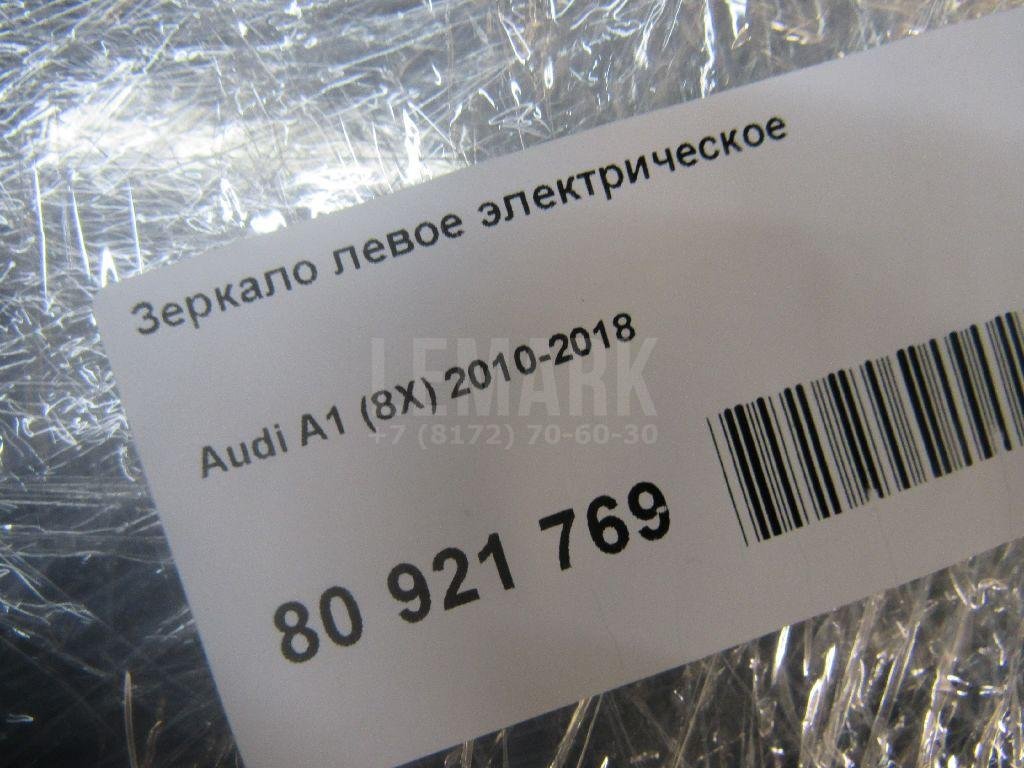 Зеркало левое электрическое
Audi A1 (8X) 2010-2018
LEMARK
+7 (8172) 70-60-30
80 921 769